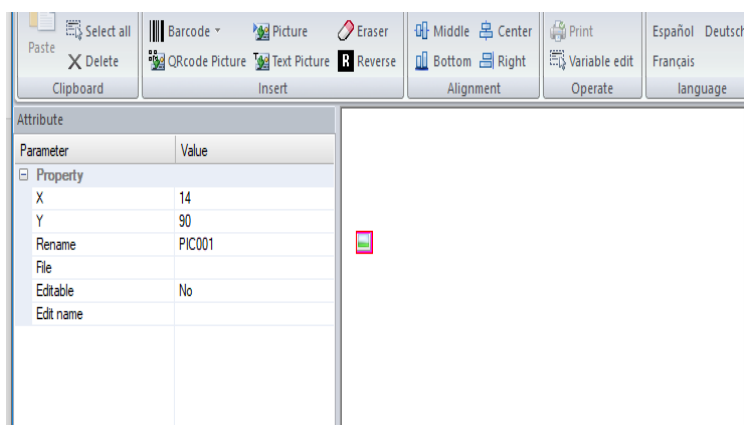 Select all Barcode Picture Eraser Middle Center Print Español Deutsch
Paste
Delete QRcode Picture Text Picture R Reverse Bottom Right Variable edit Français
Clipboard Insert Alignment Operate language
Attribute
Parameter Value
Property
X 14
Y 90
Rename PIC001
File
Editable No
Edit name